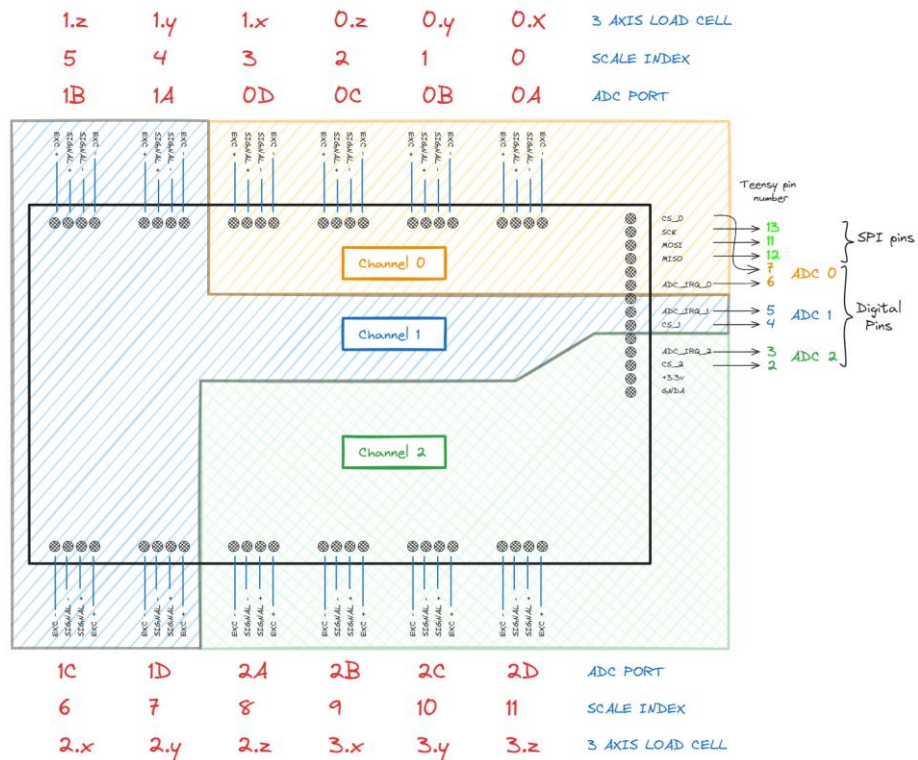 1.z 1.y 1.x 0.z 0.y 0.x 3 AXIS LOAD CELL
5 4 3 2 1 0 SCALE INDEX
1B 1A 0D 0C 0B 0A ADC PORT
EXC + SIGNAL + SIGNAL - EXC - EXC + SIGNAL + SIGNAL - EXC - EXC + SIGNAL + SIGNAL - EXC - EXC + SIGNAL + SIGNAL - EXC - EXC + SIGNAL + SIGNAL - EXC - EXC + SIGNAL + SIGNAL - EXC -
Teensy pin
number
CS_0
SCK 13
MOSI 11 SPI pins
MISO 12
7 ADC 0
ADC_IRQ_0 6
Channel 0
ADC_IRQ_1 5 ADC 1
CS_1 4
Digital
Pins
Channel 1
ADC_IRQ_2 3 ADC 2
CS_2 2
+3.3v
GNDA
Channel 2
EXC - SIGNAL - SIGNAL + EXC + EXC - SIGNAL - SIGNAL + EXC + EXC - SIGNAL - SIGNAL + EXC + EXC - SIGNAL - SIGNAL + EXC + EXC - SIGNAL - SIGNAL + EXC + EXC - SIGNAL - SIGNAL + EXC +
1C 1D 2A 2B 2C 2D ADC PORT
6 7 8 9 10 11 SCALE INDEX
2.x 2.y 2.z 3.x 3.y 3.z 3 AXIS LOAD CELL